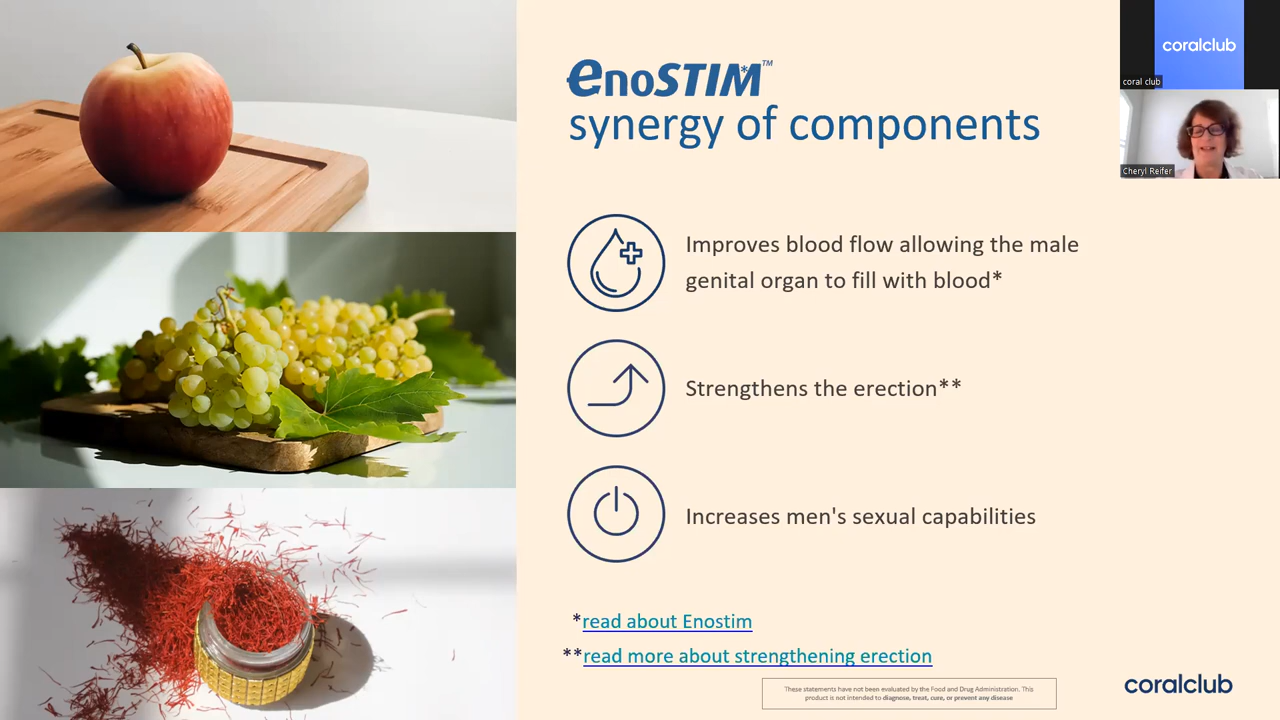 enoSTIM*™
synergy of components
coralclub
coral club
Cheryl Reifer
Improves blood flow allowing the male
genital organ to fill with blood*
Strengthens the erection**
Increases men's sexual capabilities
*read about Enostim
**read more about strengthening erection
These statements have not been evaluated by the Food and Drug Administration. This
product is not intended to diagnose, treat, cure, or prevent any disease
coralclub